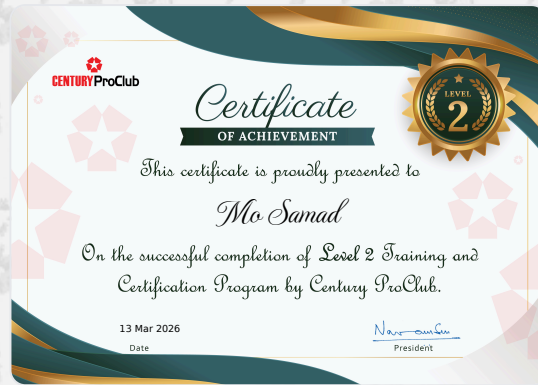 CENTURY ProClub
Certificate
OF ACHIEVEMENT
LEVEL
2
This certificate is proudly presented to
Mo Samad
On the successful completion of Level 2 Training and
Certification Program by Century ProClub.
13 Mar 2026
Date
President